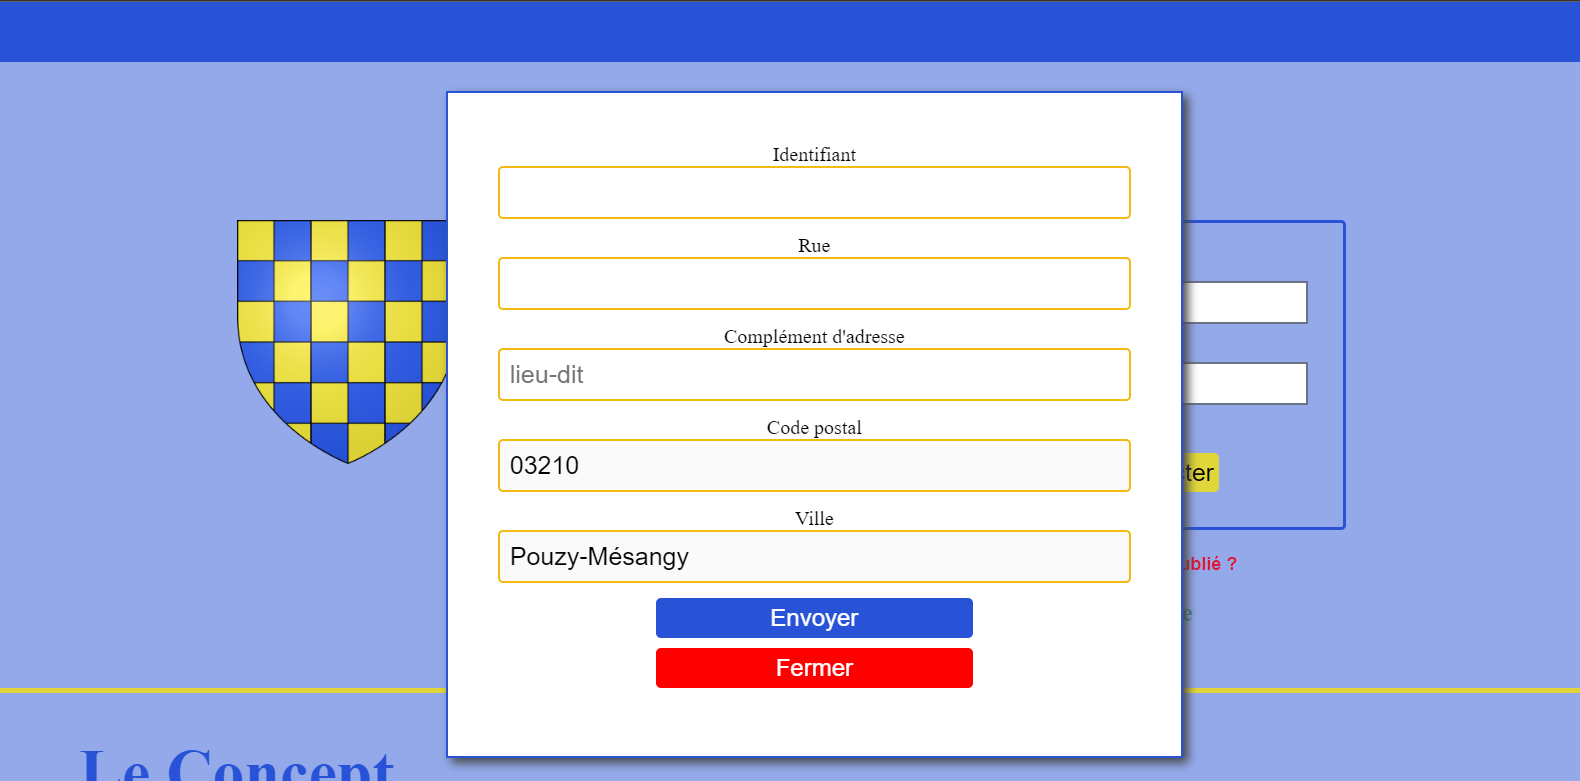 Identifiant
Rue
Complément d'adresse
lieu-dit
Code postal
03210
Ville
Pouzy-Mésangy
Envoyer
Fermer
ter
ublié ?
e
Le Concept